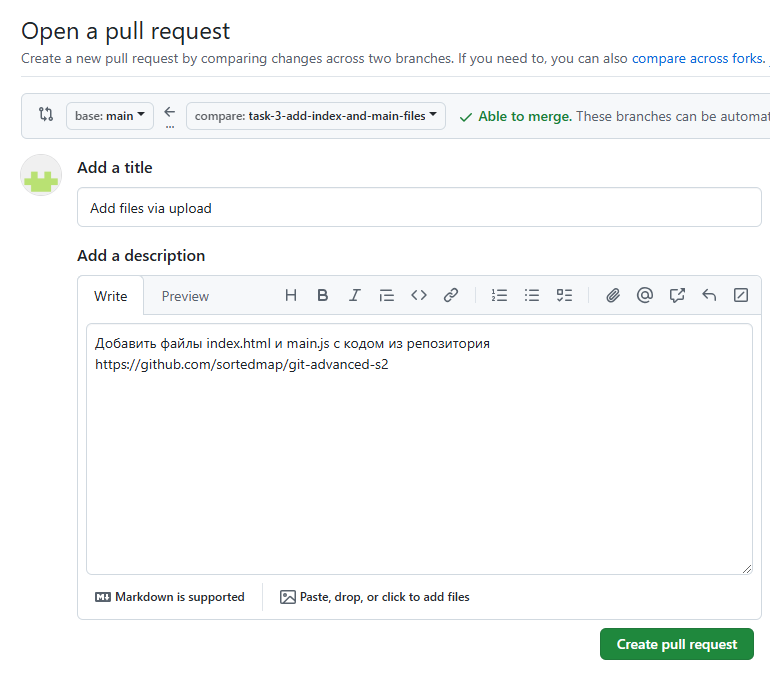 Open a pull request
Create a new pull request by comparing changes across two branches. If you need to, you can also compare across forks.
base: main compare: task-3-add-index-and-main-files Able to merge. These branches can be automat
Add a title
Add files via upload
Add a description
Write Preview
Добавить файлы index.html и main.js с кодом из репозитория
https://github.com/sortedmap/git-advanced-s2
Markdown is supported Paste, drop, or click to add files
Create pull request